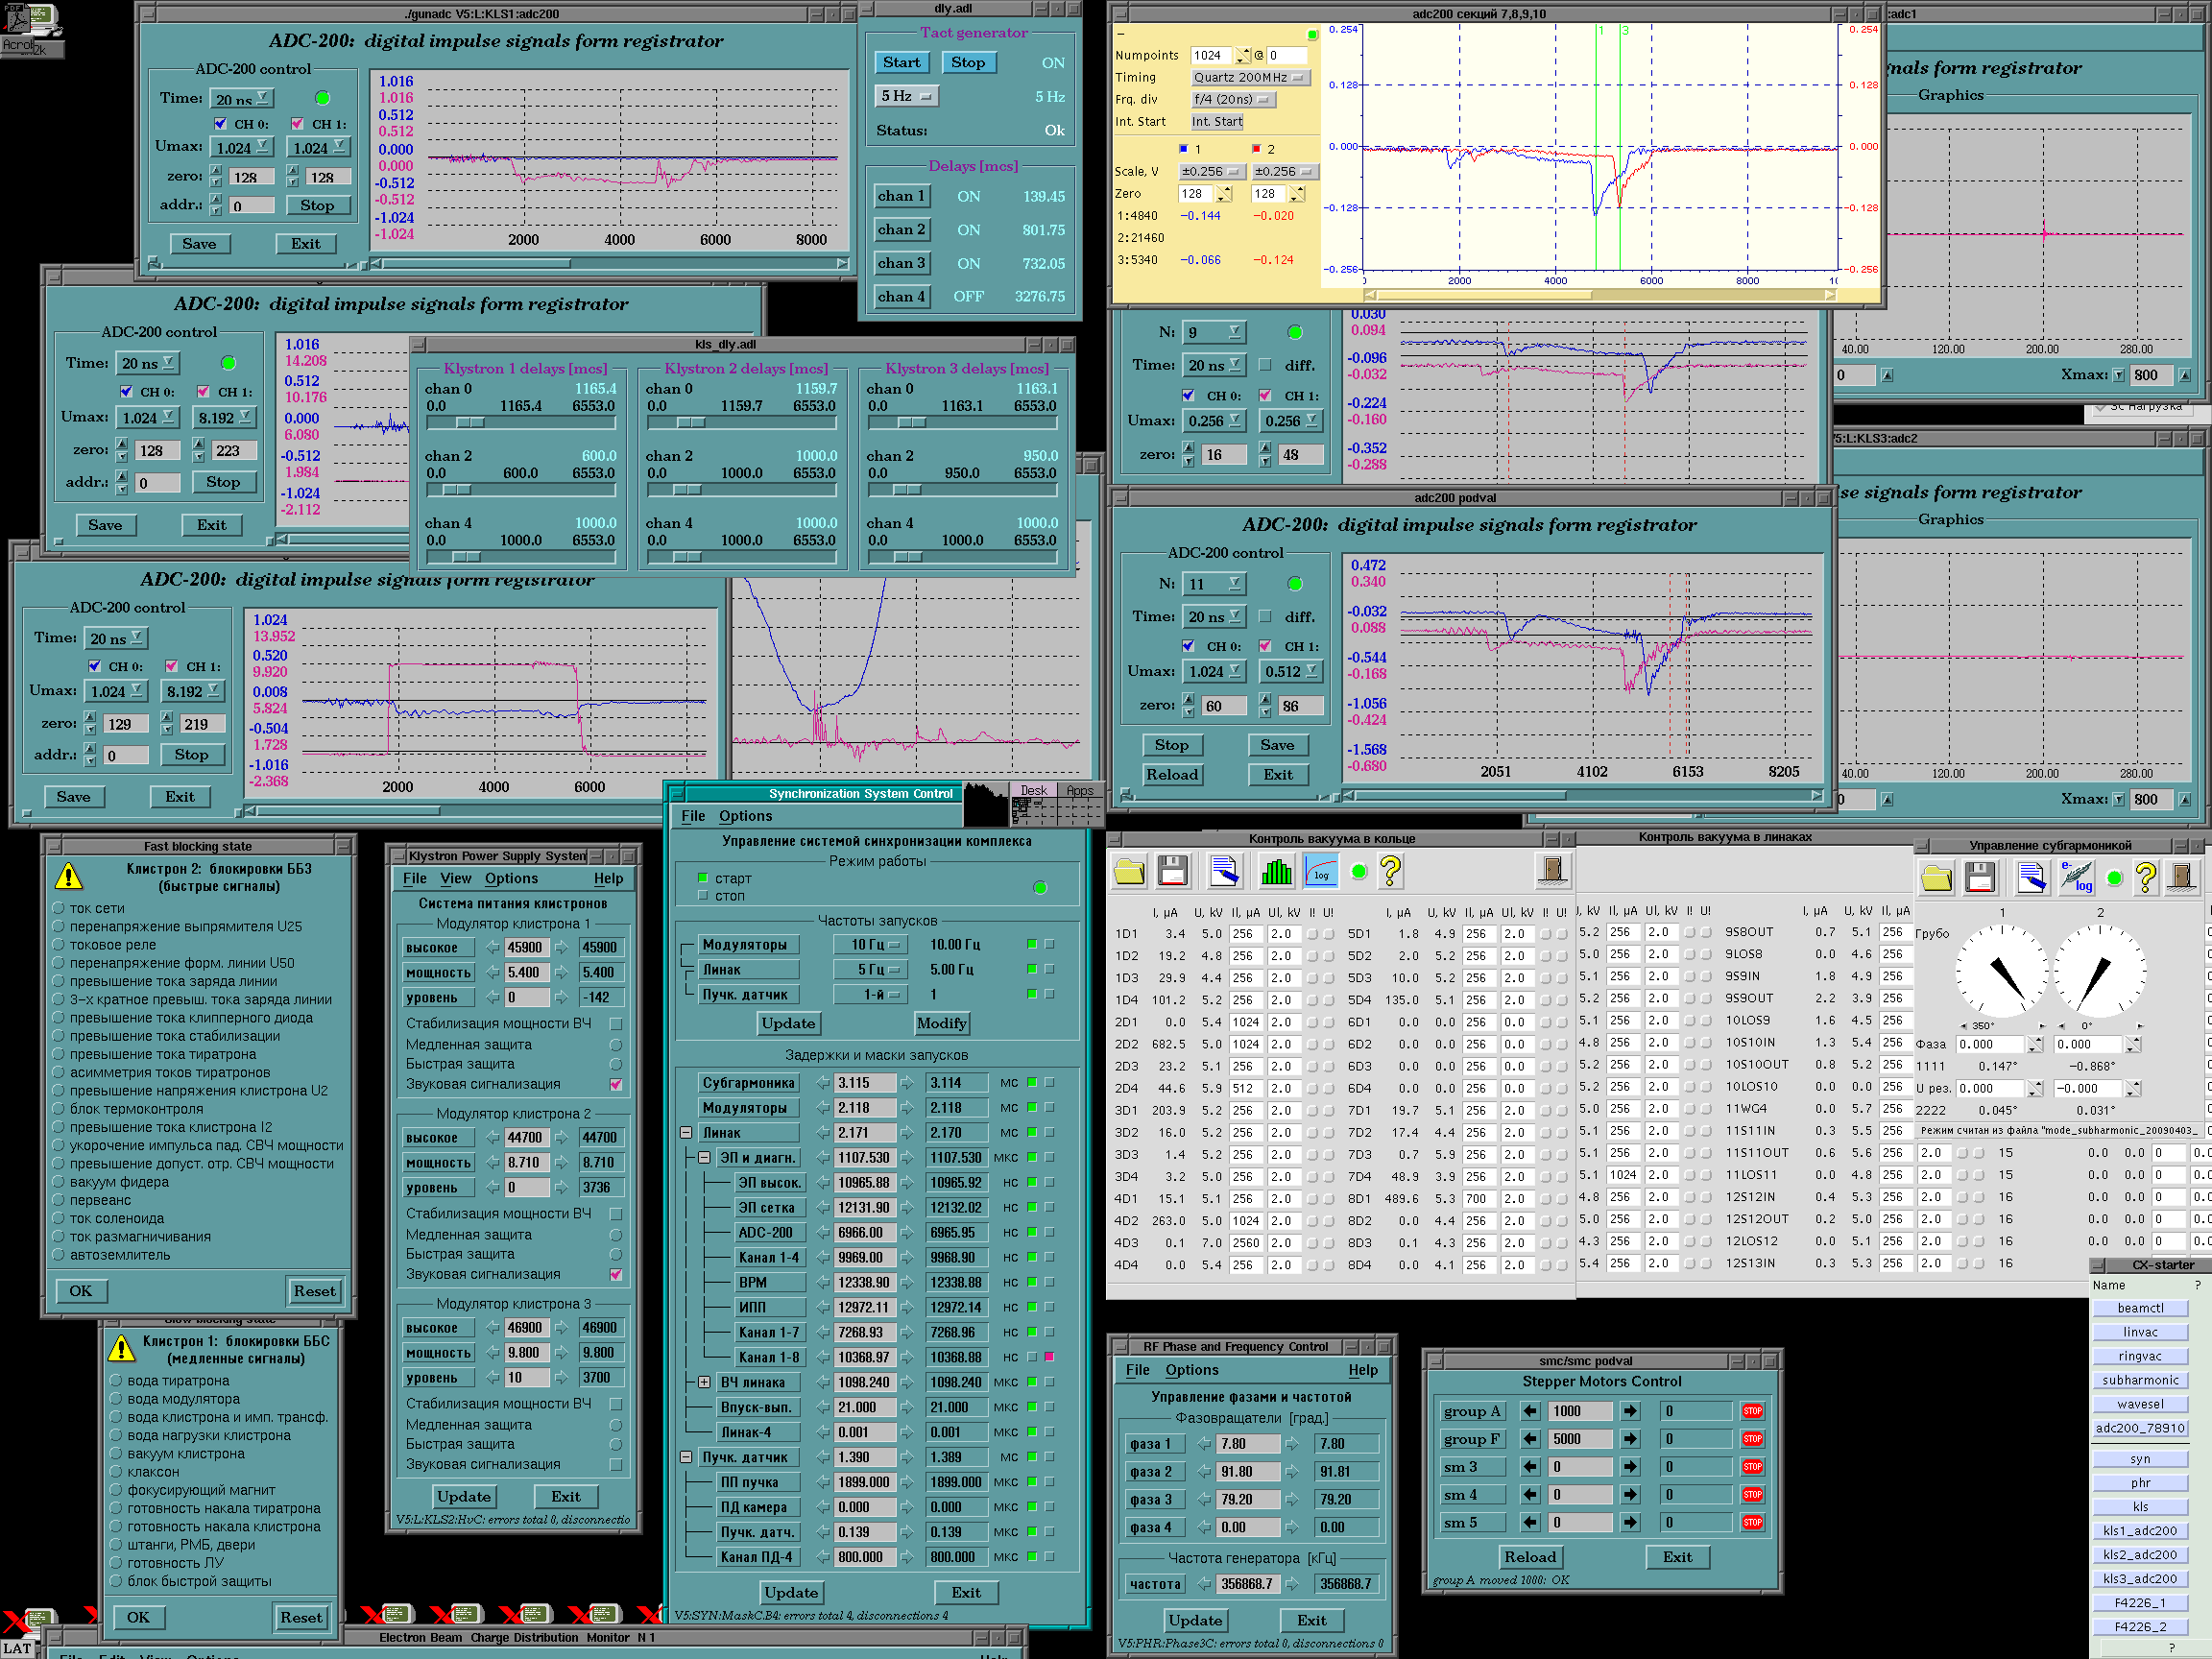 ./gunadc V5:L:KLS1:adc200
ADC-200: digital impulse signals form registrator
ADC-200 control
Time: 20 ns
CH 0: CH 1:
Umax: 1.024 1.024
zero: 128 128
addr.: 0 Stop
Save Exit
1.016
1.016
0.512
0.512
0.000
0.000
-0.512
-0.512
-1.024
-1.024
2000 4000 6000 8000
dly.adl
Tact generator
Start Stop ON
5 Hz 5 Hz
Status: Ok
Delays [mcs]
chan 1 ON 139.45
chan 2 ON 801.75
chan 3 ON 732.05
chan 4 OFF 3276.75
adc200 секций 7,8,9,10
Numpoints 1024 @ 0
Timing Quartz 200MHz
Frq. div f/4 (20ns)
Int. Start Int. Start
1 2
Scale, V ±0.256 ±0.256
Zero 128 128
1:4840 -0.144 -0.020
2:21460
3:5340 -0.066 -0.124
0.254 0.254
0.128 0.128
0.000 0.000
-0.128 -0.128
-0.256 -0.256
1 3
0 2000 4000 6000 8000
:adc1
nals form registrator
Graphics
40.00 120.00 200.00 280.00
0 Xmax: 800
ADC-200: digital impulse signals form registrator
ADC-200 control
Time: 20 ns
CH 0: CH 1:
Umax: 1.024 8.192
zero: 128 223
addr.: 0 Stop
Save Exit
1.016
14.208
0.512
10.176
0.000
6.080
-0.512
1.984
-1.024
-2.112
kls_dly.adl
Klystron 1 delays [mcs] Klystron 2 delays [mcs] Klystron 3 delays [mcs]
chan 0 1165.4 chan 0 1159.7 chan 0 1163.1
0.0 1165.4 6553.0 0.0 1159.7 6553.0 0.0 1163.1 6553.0
chan 2 600.0 chan 2 1000.0 chan 2 950.0
0.0 600.0 6553.0 0.0 1000.0 6553.0 0.0 950.0 6553.0
chan 4 1000.0 chan 4 1000.0 chan 4 1000.0
0.0 1000.0 6553.0 0.0 1000.0 6553.0 0.0 1000.0 6553.0
N: 9
Time: 20 ns diff.
CH 0: CH 1:
Umax: 0.256 0.256
zero: 16 48
0.030
0.094
-0.096
-0.032
-0.224
-0.160
-0.352
-0.288
SC Нагрузка
V5:L:KLS3:adc2
se signals form registrator
Graphics
40.00 120.00 200.00 280.00
0 Xmax: 800
adc200 podval
ADC-200: digital impulse signals form registrator
ADC-200 control
N: 11
Time: 20 ns diff.
CH 0: CH 1:
Umax: 1.024 0.512
zero: 60 86
Stop Save
Reload Exit
0.472
0.340
-0.032
0.088
-0.544
-0.168
-1.056
-0.424
-1.568
-0.680
2051 4102 6153 8205
ADC-200: digital impulse signals form registrator
ADC-200 control
Time: 20 ns
CH 0: CH 1:
Umax: 1.024 8.192
zero: 129 219
addr.: 0 Stop
Save Exit
1.024
13.952
0.520
9.920
0.008
5.824
-0.504
1.728
-1.016
-2.368
2000 4000 6000
Fast blocking state
Клистрон 2: блокировки ББЗ
(быстрые сигналы)
ток сети
перенапряжение выпрямителя U25
токовое реле
перенапряжение форм. линии U50
превышение тока заряда линии
3-х кратное превыш. тока заряда линии
превышение тока клипперного диода
превышение тока стабилизации
превышение тока тиратрона
асимметрия токов тиратронов
превышение напряжения клистрона U2
блок термоконтроля
превышение тока клистрона I2
укорочение импульса пад. СВЧ мощности
превышение допуст. отр. СВЧ мощности
вакуум фидера
первеанс
ток соленоида
ток размагничивания
автоземлитель
OK Reset
Slow blocking state
Клистрон 1: блокировки ББС
(медленные сигналы)
вода тиратрона
вода модулятора
вода клистрона и имп. трансф.
вода нагрузки клистрона
вакуум клистрона
клаксон
фокусирующий магнит
готовность накала тиратрона
готовность накала клистрона
штанги, РМБ, двери
готовность ЛУ
блок быстрой защиты
OK Reset
Klystron Power Supply System
File View Options Help
Система питания клистронов
Модулятор клистрона 1
высокое 45900 45900
мощность 5.400 5.400
уровень 0 -142
Стабилизация мощности ВЧ
Медленная защита
Быстрая защита
Звуковая сигнализация
Модулятор клистрона 2
высокое 44700 44700
мощность 8.710 8.710
уровень 0 3736
Стабилизация мощности ВЧ
Медленная защита
Быстрая защита
Звуковая сигнализация
Модулятор клистрона 3
высокое 46900 46900
мощность 9.800 9.800
уровень 10 3700
Стабилизация мощности ВЧ
Медленная защита
Быстрая защита
Звуковая сигнализация
Update Exit
V5:L:KLS2:HvC: errors total 0, disconnectio
Synchronization System Control
Desk Apps
File Options
Управление системой синхронизации комплекса
Режим работы
старт
стоп
Частоты запусков
Модуляторы 10 Гц 10.00 Гц
Линак 5 Гц 5.00 Гц
Пучк. датчик 1-й 1
Update Modify
Задержки и маски запусков
Субгармоника 3.115 3.114 мс
Модуляторы 2.118 2.118 мс
Линак 2.171 2.170 мс
ЭП и диагн. 1107.530 1107.530 мкс
ЭП высок. 10965.88 10965.92 нс
ЭП сетка 12131.90 12132.02 нс
ADC-200 6966.00 6965.95 нс
Канал 1-4 9969.00 9968.90 нс
ВРМ 12338.90 12338.88 нс
ИПП 12972.11 12972.14 нс
Канал 1-7 7268.93 7268.96 нс
Канал 1-8 10368.97 10368.88 нс
ВЧ линака 1098.240 1098.240 мкс
Впуск-вып. 21.000 21.000 мкс
Линак-4 0.001 0.001 мкс
Пучк. датчик 1.390 1.389 мс
ПП пучка 1899.000 1899.000 мкс
ПД камера 0.000 0.000 мкс
Пучк. датч. 0.139 0.139 мкс
Канал ПД-4 800.000 800.000 мкс
Update Exit
V5:SYN:MaskC.B4: errors total 4, disconnections 4
Контроль вакуума в кольце
log
I, µA U, kV Il, µA Ul, kV I! U! I, µA U, kV Il, µA Ul, kV I! U!
1D1 3.4 5.0 256 2.0 5D1 1.8 4.9 256 2.0
1D2 19.2 4.8 256 2.0 5D2 2.0 5.2 256 2.0
1D3 29.9 4.4 256 2.0 5D3 10.0 5.2 256 2.0
1D4 101.2 5.2 256 2.0 5D4 135.0 5.1 256 2.0
2D1 0.0 5.4 1024 2.0 6D1 0.0 0.0 256 2.0
2D2 682.5 5.0 1024 2.0 6D2 0.0 0.0 256 2.0
2D3 23.2 5.1 256 2.0 6D3 0.0 0.0 256 2.0
2D4 44.6 5.9 512 2.0 6D4 0.0 0.0 256 2.0
3D1 203.9 5.2 256 2.0 7D1 19.7 5.1 256 2.0
3D2 16.0 5.2 256 2.0 7D2 17.4 4.4 256 2.0
3D3 1.4 5.2 256 2.0 7D3 0.7 5.9 256 2.0
3D4 3.2 5.0 256 2.0 7D4 48.9 3.9 256 2.0
4D1 15.1 5.1 256 2.0 8D1 489.6 5.3 700 2.0
4D2 263.0 5.0 1024 2.0 8D2 0.0 4.4 256 2.0
4D3 0.1 7.0 2560 2.0 8D3 0.1 4.3 256 2.0
4D4 0.0 5.4 256 2.0 8D4 0.0 4.1 256 2.0
Контроль вакуума в линаках
U, kV Il, µA Ul, kV I! U! I, µA U, kV Il, µA
5.2 256 2.0 9S8OUT 0.7 5.1 256
5.0 256 2.0 9LOS8 0.0 4.6 256
5.1 256 2.0 9S9IN 1.8 4.9 256
5.2 256 2.0 9S9OUT 2.2 3.9 256
5.1 256 2.0 10LOS9 1.6 4.5 256
4.8 256 2.0 10S10IN 1.3 5.4 256
5.2 256 2.0 10S10OUT 0.8 5.2 256
5.2 256 2.0 10LOS10 0.0 0.0 256
5.2 256 2.0 11WG4 0.0 5.7 256
5.1 256 2.0 11S11IN 0.3 5.5 256
5.1 256 2.0 11S11OUT 0.6 5.6 256 2.0 15 0.0 0.0 0
5.1 1024 2.0 11LOS11 0.0 4.8 256 2.0 15 0.0 0.0 0
4.8 256 2.0 12S12IN 0.4 5.3 256 2.0 16 0.0 0.0 0
5.0 256 2.0 12S12OUT 0.2 5.0 256 2.0 16 0.0 0.0 0
4.3 256 2.0 12LOS12 0.0 5.1 256 2.0 16 0.0 0.0 0
5.4 256 2.0 12S13IN 0.3 5.3 256 2.0 16
Управление субгармоникой
e-log
1 2
Грубо
350° 0°
Фаза 0.000 0.000
1111 0.147° -0.868°
U рез. 0.000 -0.000
2222 0.045° 0.031°
Режим считан из файла "mode_subharmonic_20090403_
CX-starter
Name ?
beamctl
linvac
ringvac
subharmonic
wavesel
adc200_78910
syn
phr
kls
kls1_adc200
kls2_adc200
kls3_adc200
F4226_1
F4226_2
?
RF Phase and Frequency Control
File Options Help
Управление фазами и частотой
Фазовращатели [град.]
фаза 1 7.80 7.80
фаза 2 91.80 91.81
фаза 3 79.20 79.20
фаза 4 0.00 0.00
Частота генератора [кГц]
частота 356868.7 356868.7
Update Exit
V5:PHR:Phase3C: errors total 0, disconnections 0
smc/smc podval
Stepper Motors Control
group A 1000 0 STOP
group F 5000 0 STOP
sm 3 0 0 STOP
sm 4 0 0 STOP
sm 5 0 0 STOP
Reload Exit
group A moved 1000: OK
LAT
Electron Beam Charge Distribution Monitor N 1
File Edit View Options Help